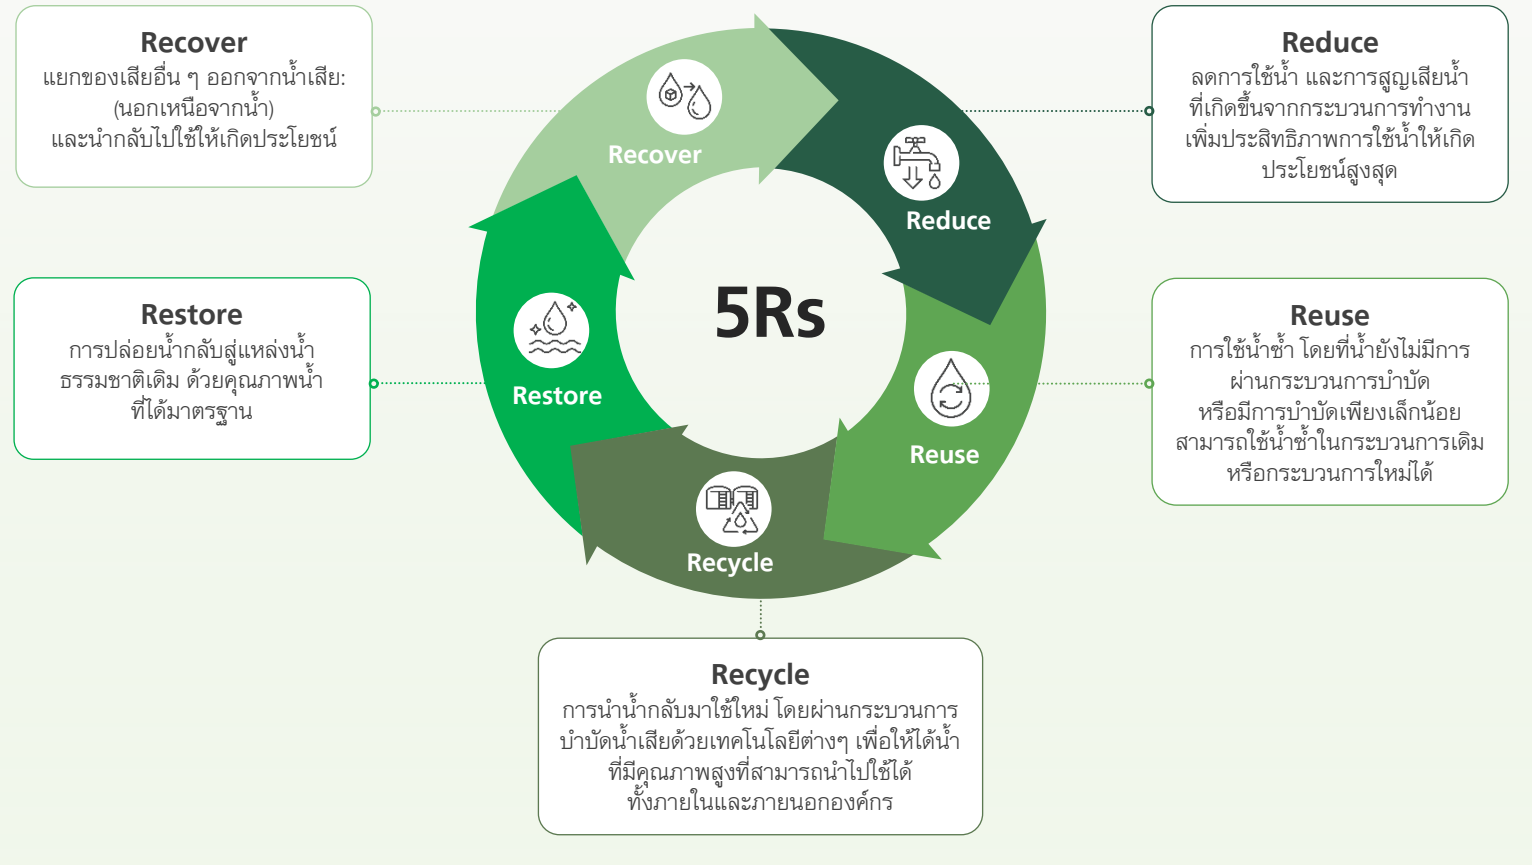 Recover
แยกของเสียอื่น ๆ ออกจากน้ำเสีย:
(นอกเหนือจากน้ำ)
และนำกลับไปใช้ให้เกิดประโยชน์
Reduce
ลดการใช้น้ำ และการสูญเสียน้ำ
ที่เกิดขึ้นจากกระบวนการทำงาน
เพิ่มประสิทธิภาพการใช้น้ำให้เกิด
ประโยชน์สูงสุด
Recover
Reduce
5Rs
Restore
การปล่อยน้ำกลับสู่แหล่งน้ำ
ธรรมชาติเดิม ด้วยคุณภาพน้ำ
ที่ได้มาตรฐาน
Reuse
การใช้น้ำซ้ำ โดยที่น้ำยังไม่มีการ
ผ่านกระบวนการบำบัด
หรือมีการบำบัดเพียงเล็กน้อย
สามารถใช้น้ำซ้ำในกระบวนการเดิม
หรือกระบวนการใหม่ได้
Restore
Reuse
Recycle
Recycle
การนำน้ำกลับมาใช้ใหม่ โดยผ่านกระบวนการ
บำบัดน้ำเสียด้วยเทคโนโลยีต่างๆ เพื่อให้ได้น้ำ
ที่มีคุณภาพสูงที่สามารถนำไปใช้ได้
ทั้งภายในและภายนอกองค์กร